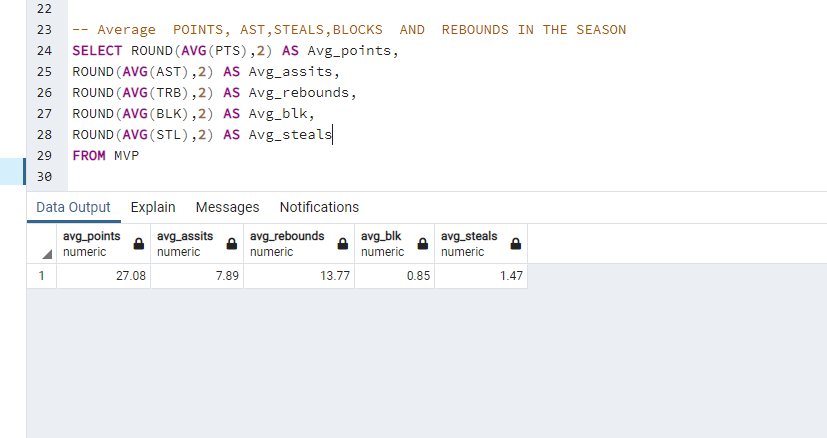 22
23 -- Average  POINTS, AST,STEALS,BLOCKS  AND  REBOUNDS IN THE SEASON
24 SELECT ROUND(AVG(PTS),2) AS Avg_points,
25 ROUND(AVG(AST),2) AS Avg_assits,
26 ROUND(AVG(TRB),2) AS Avg_rebounds,
27 ROUND(AVG(BLK),2) AS Avg_blk,
28 ROUND(AVG(STL),2) AS Avg_steals
29 FROM MVP
30
Data Output Explain Messages Notifications
avg_points avg_assits avg_rebounds avg_blk avg_steals
numeric numeric numeric numeric numeric
1 27.08 7.89 13.77 0.85 1.47